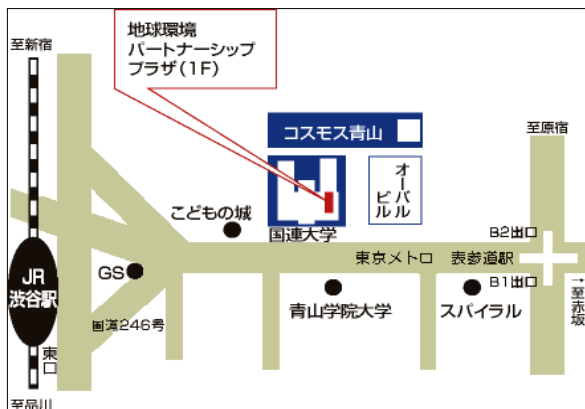 地球環境
パートナーシップ
プラザ(1F)
至新宿
コスモス青山
至原宿
オーバル
ビル
こどもの城
国連大学
B2出口
東京メトロ 表参道駅
JR
渋谷駅
GS
B1出口
→至赤坂
青山学院大学
スパイラル
国道246号
東口
至品川